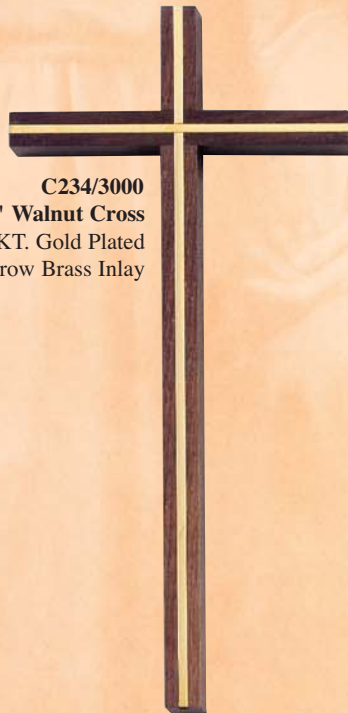 C234/3000
" Walnut Cross
KT. Gold Plated
row Brass Inlay